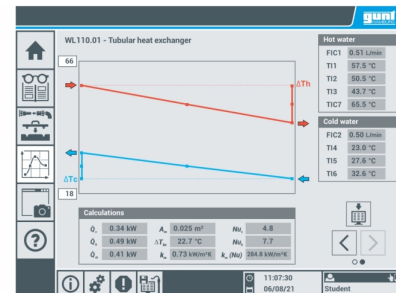 gunt
WL110.01 - Tubular heat exchanger
66
ΔTh
ΔTc
18
Hot water
FIC1 0.51 L/min
TI1 57.5 °C
TI2 50.5 °C
TI3 43.7 °C
TIC7 65.5 °C
Cold water
FIC2 0.50 L/min
TI4 23.0 °C
TI5 27.6 °C
TI6 32.6 °C
Calculations
0.34 kW Aₘ 0.025 m² 4.8
0.49 kW 22.7 °C 7.7
0.41 kW kₘ 0.73 kW/m²K kₘ (Nu) 284.8 kW/m²K
11:07:30
06/08/21
Student